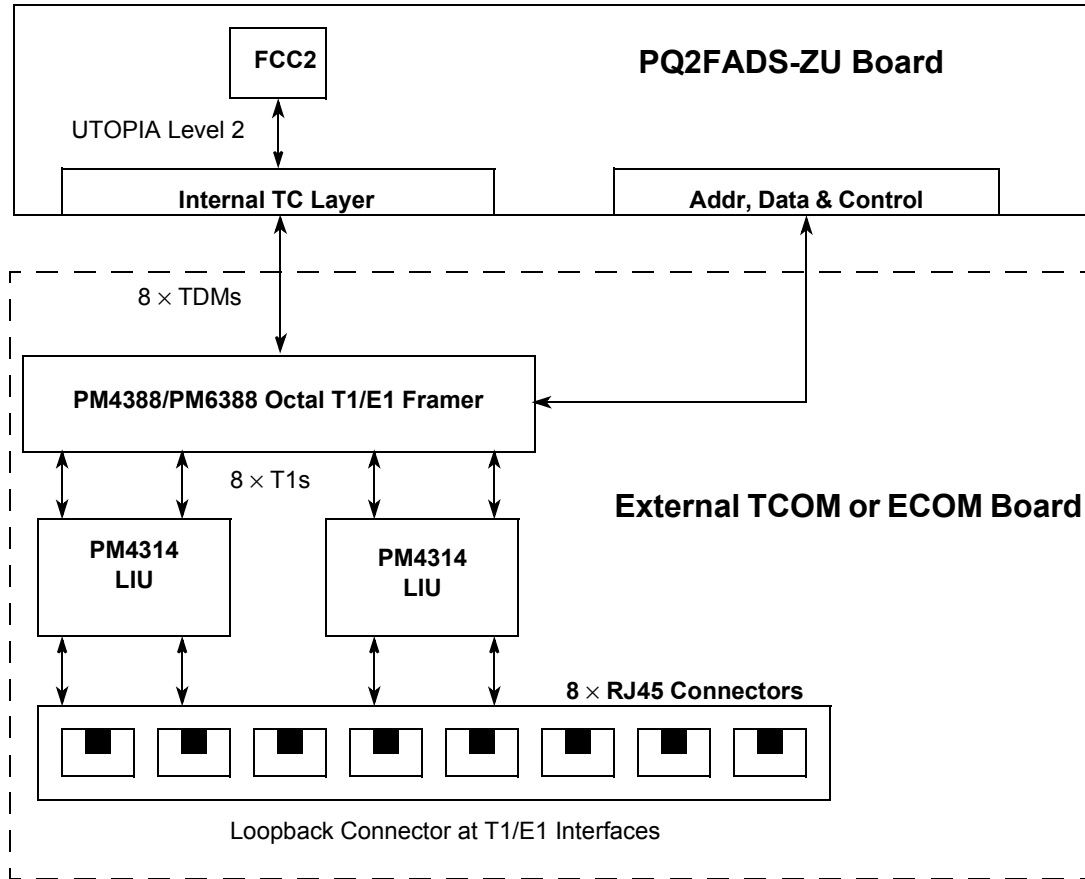 FCC2
PQ2FADS-ZU Board
UTOPIA Level 2
Internal TC Layer
Addr, Data & Control
8 × TDMs
PM4388/PM6388 Octal T1/E1 Framer
8 × T1s
External TCOM or ECOM Board
PM4314
LIU
PM4314
LIU
8 × RJ45 Connectors
Loopback Connector at T1/E1 Interfaces